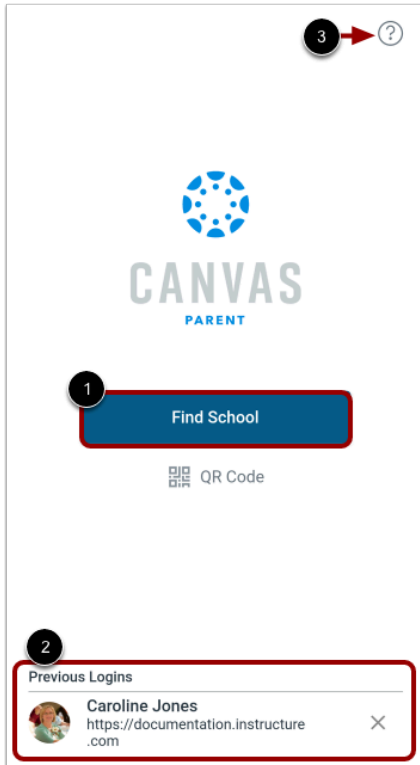 3
?
CANVAS
PARENT
1
Find School
QR Code
2
Previous Logins
Caroline Jones
https://documentation.instructure
.com